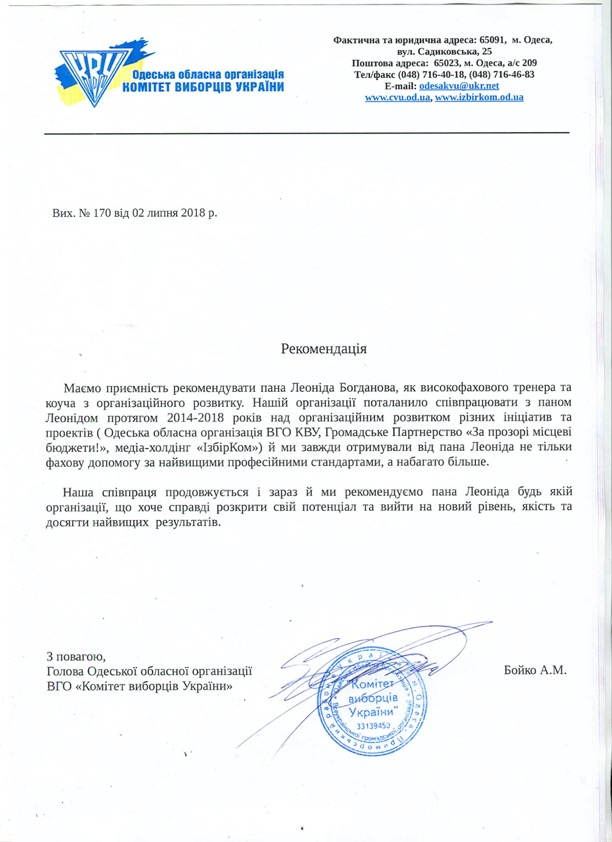 КВУ
Одеська обласна організація
КОМІТЕТ ВИБОРЦІВ УКРАЇНИ
Фактична та юридична адреса: 65091, м. Одеса,
вул. Садиковська, 25
Поштова адреса: 65023, м. Одеса, а/с 209
Тел/факс (048) 716-40-18, (048) 716-46-83
E-mail: odesakvu@ukr.net
www.cvu.od.ua, www.izbirkom.od.ua
Вих. № 170 від 02 липня 2018 р.
Рекомендація
Маємо приємність рекомендувати пана Леоніда Богданова, як високофахового тренера та
коуча з організаційного розвитку. Нашій організації поталанило співпрацювати з паном
Леонідом протягом 2014-2018 років над організаційним розвитком різних ініціатив та
проектів ( Одеська обласна організація ВГО КВУ, Громадське Партнерство «За прозорі місцеві
бюджети!», медіа-холдінг «ІзбірКом») й ми завжди отримували від пана Леоніда не тільки
фахову допомогу за найвищими професійними стандартами, а набагато більше.
Наша співпраця продовжується і зараз й ми рекомендуємо пана Леоніда будь якій
організації, що хоче справді розкрити свій потенціал та вийти на новий рівень, якість та
досягти найвищих результатів.
З повагою,
Голова Одеської обласної організації
ВГО «Комітет виборців України»
Бойко А.М.
"Комітет
виборців
України"
33139453